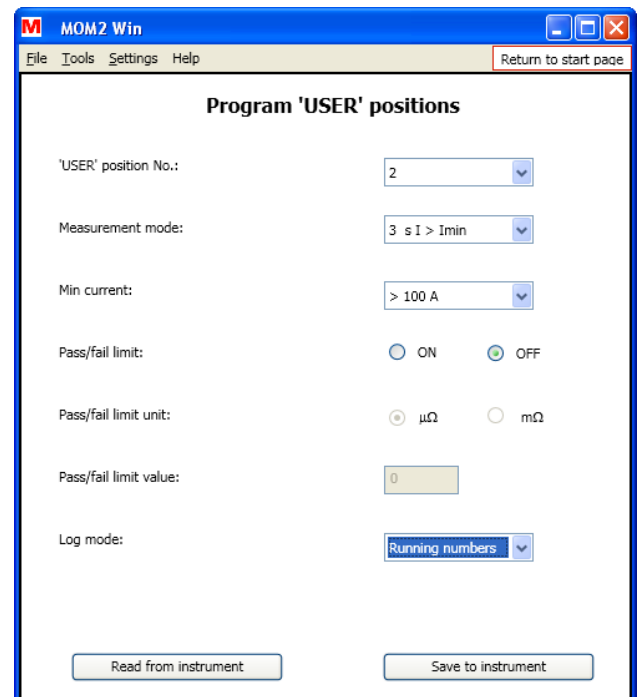 M MOM2 Win
File Tools Settings Help Return to start page
Program 'USER' positions
'USER' position No.: 2
Measurement mode: 3 s I > Imin
Min current: > 100 A
Pass/fail limit: ON OFF
Pass/fail limit unit: µΩ mΩ
Pass/fail limit value: 0
Log mode: Running numbers
Read from instrument Save to instrument